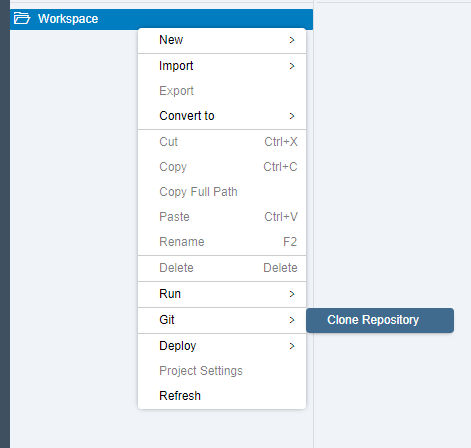 Workspace
New >
Import >
Export
Convert to >
Cut Ctrl+X
Copy Ctrl+C
Copy Full Path
Paste Ctrl+V
Rename F2
Delete Delete
Run >
Git > Clone Repository
Deploy >
Project Settings
Refresh